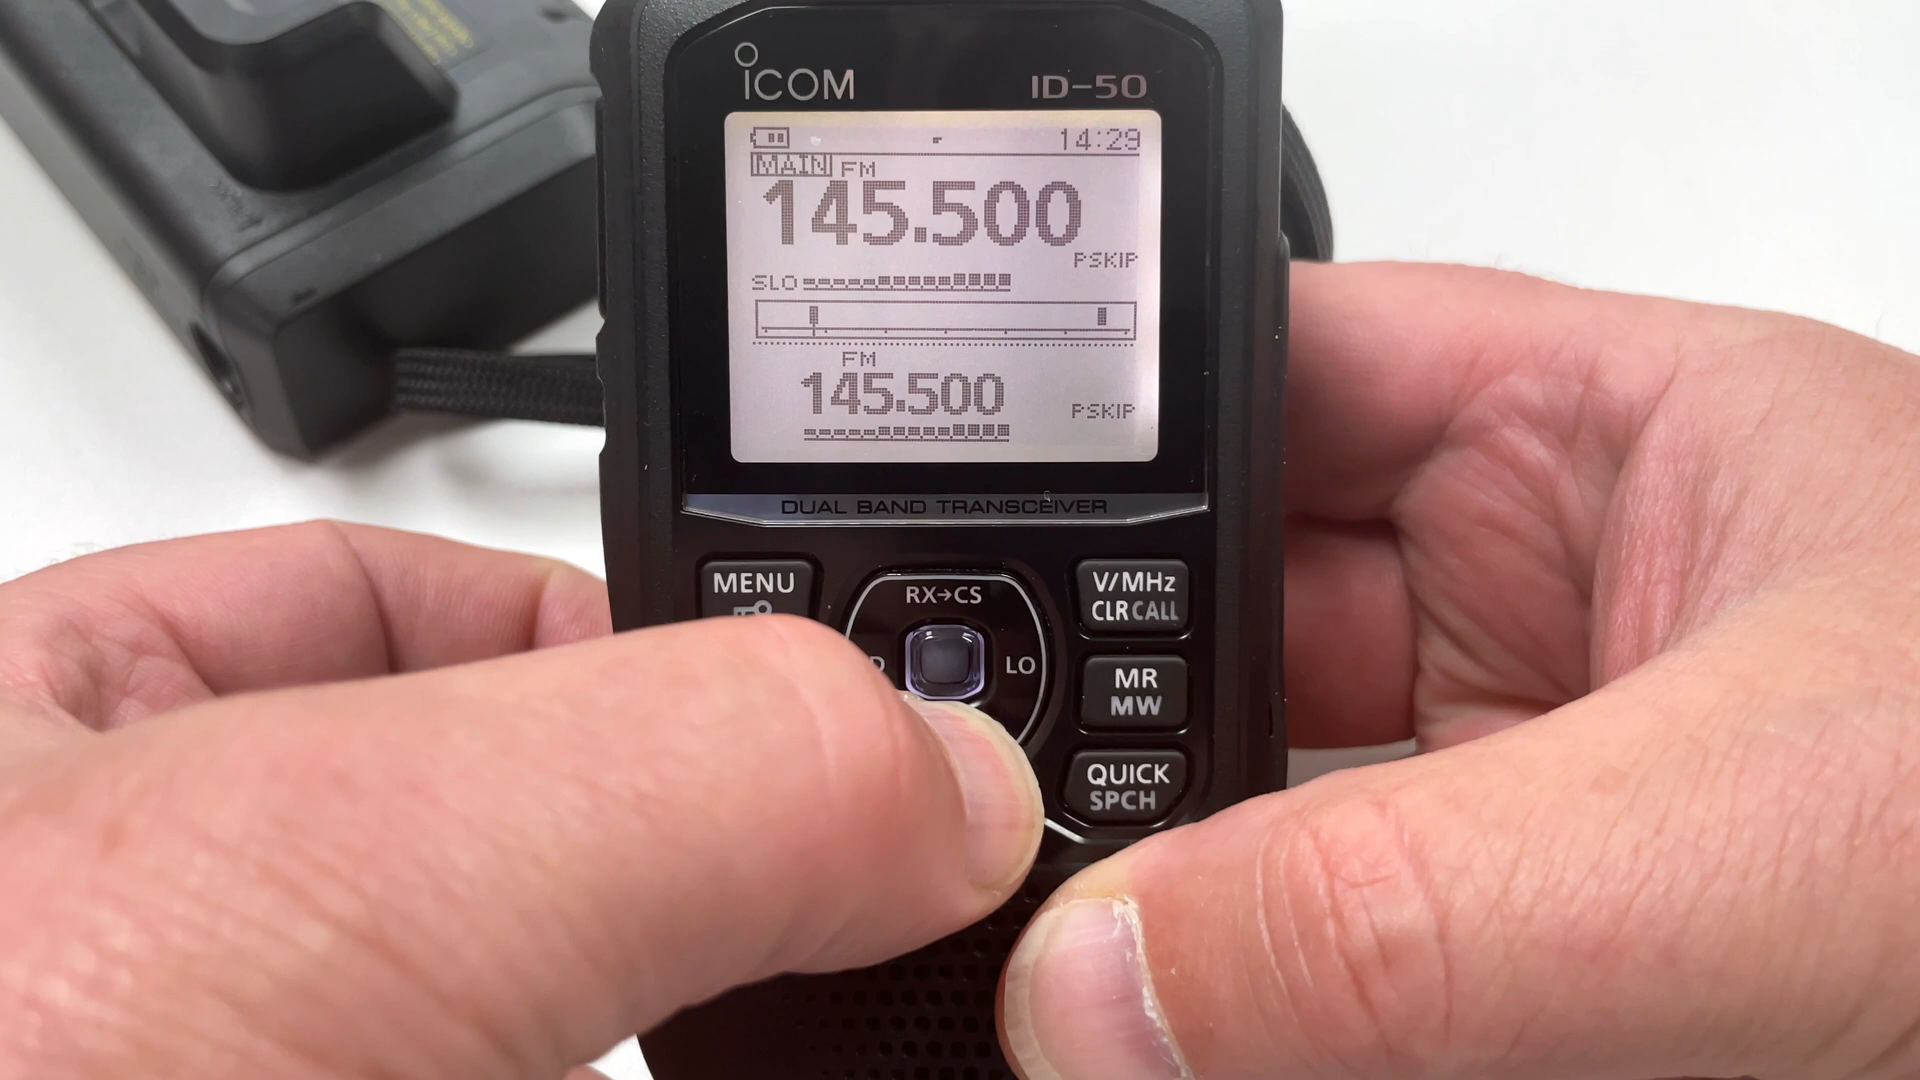 ICOM ID-50
14:29
MAIN FM
145.500
PSKIP
SLO
FM
145.500
PSKIP
DUAL BAND TRANSCEIVER
MENU
RX→CS
V/MHz
CLR CALL
D
LO
MR
MW
QUICK
SPCH